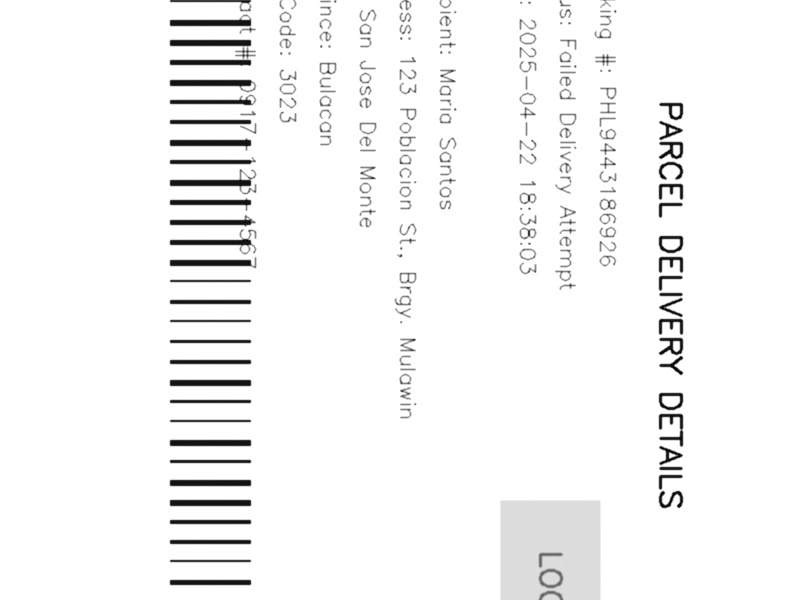 PARCEL DELIVERY DETAILS
king #: PHL9443186926
us: Failed Delivery Attempt
: 2025-04-22 18:38:03
LOG
pient: Maria Santos
ess: 123 Poblacion St., Brgy. Mulawin
San Jose Del Monte
ince: Bulacan
Code: 3023
act #: 0917-123-4567